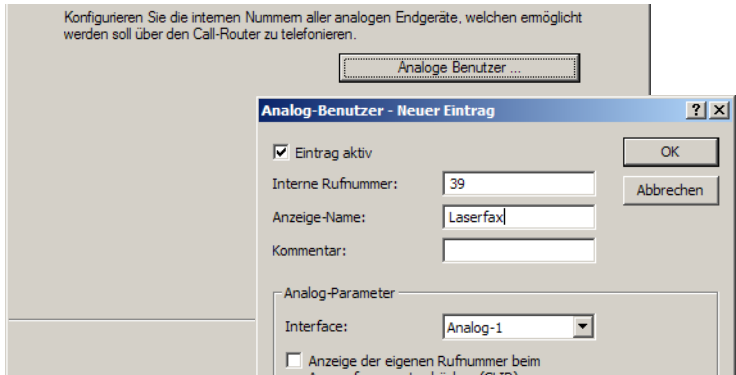 Konfigurieren Sie die internen Nummern aller analogen Endgeräte, welchen ermöglicht
werden soll über den Call-Router zu telefonieren.
Analoge Benutzer ...
Analog-Benutzer - Neuer Eintrag
Eintrag aktiv
OK
Interne Rufnummer: 39
Abbrechen
Anzeige-Name: Laserfax
Kommentar:
Analog-Parameter
Interface: Analog-1
Anzeige der eigenen Rufnummer beim